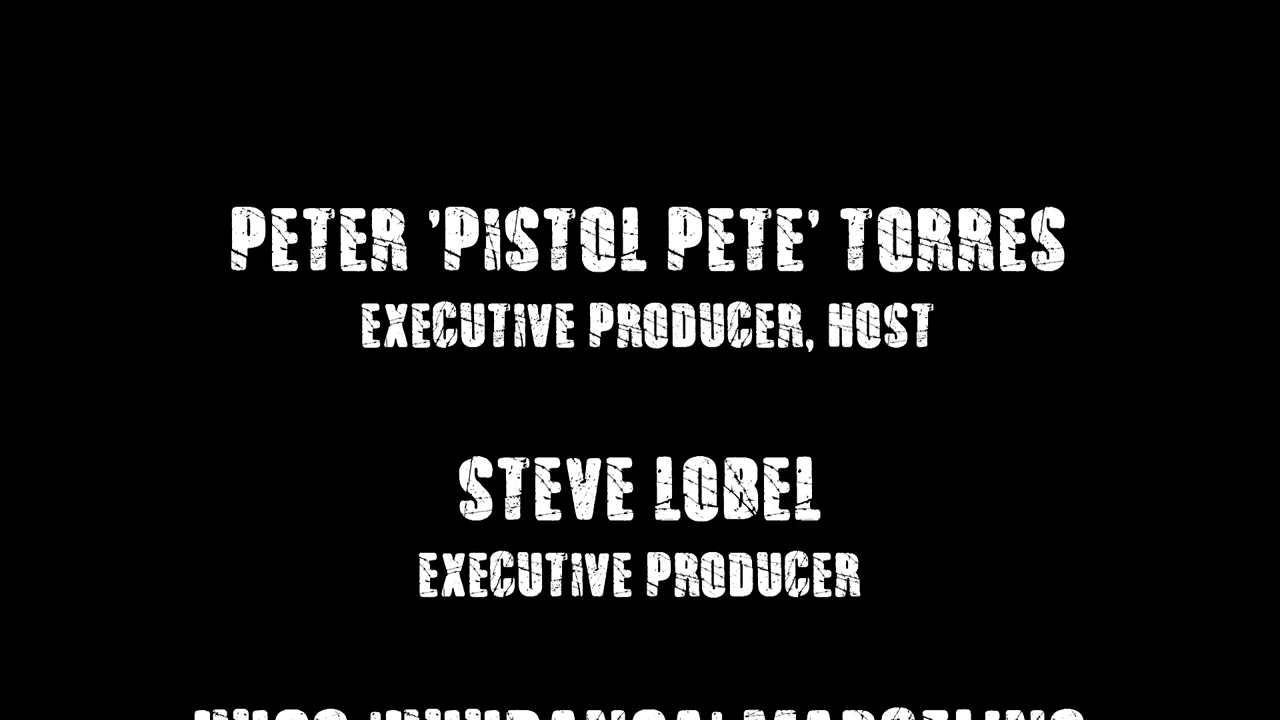 PETER 'PISTOL PETE' TORRES
EXECUTIVE PRODUCER, HOST
STEVE LOBEL
EXECUTIVE PRODUCER